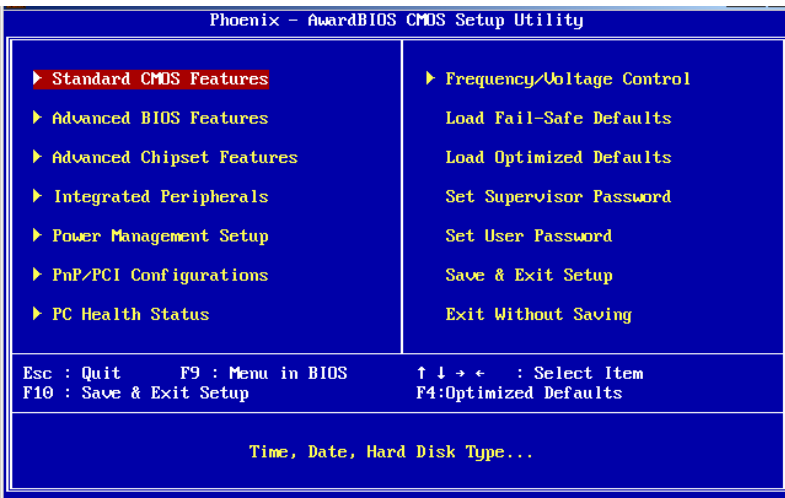 Phoenix - AwardBIOS CMOS Setup Utility
Standard CMOS Features
Advanced BIOS Features
Advanced Chipset Features
Integrated Peripherals
Power Management Setup
PnP/PCI Configurations
PC Health Status
Frequency/Voltage Control
Load Fail-Safe Defaults
Load Optimized Defaults
Set Supervisor Password
Set User Password
Save & Exit Setup
Exit Without Saving
Esc : Quit F9 : Menu in BIOS ↑ ↓ → ← : Select Item
F10 : Save & Exit Setup F4:Optimized Defaults
Time, Date, Hard Disk Type...